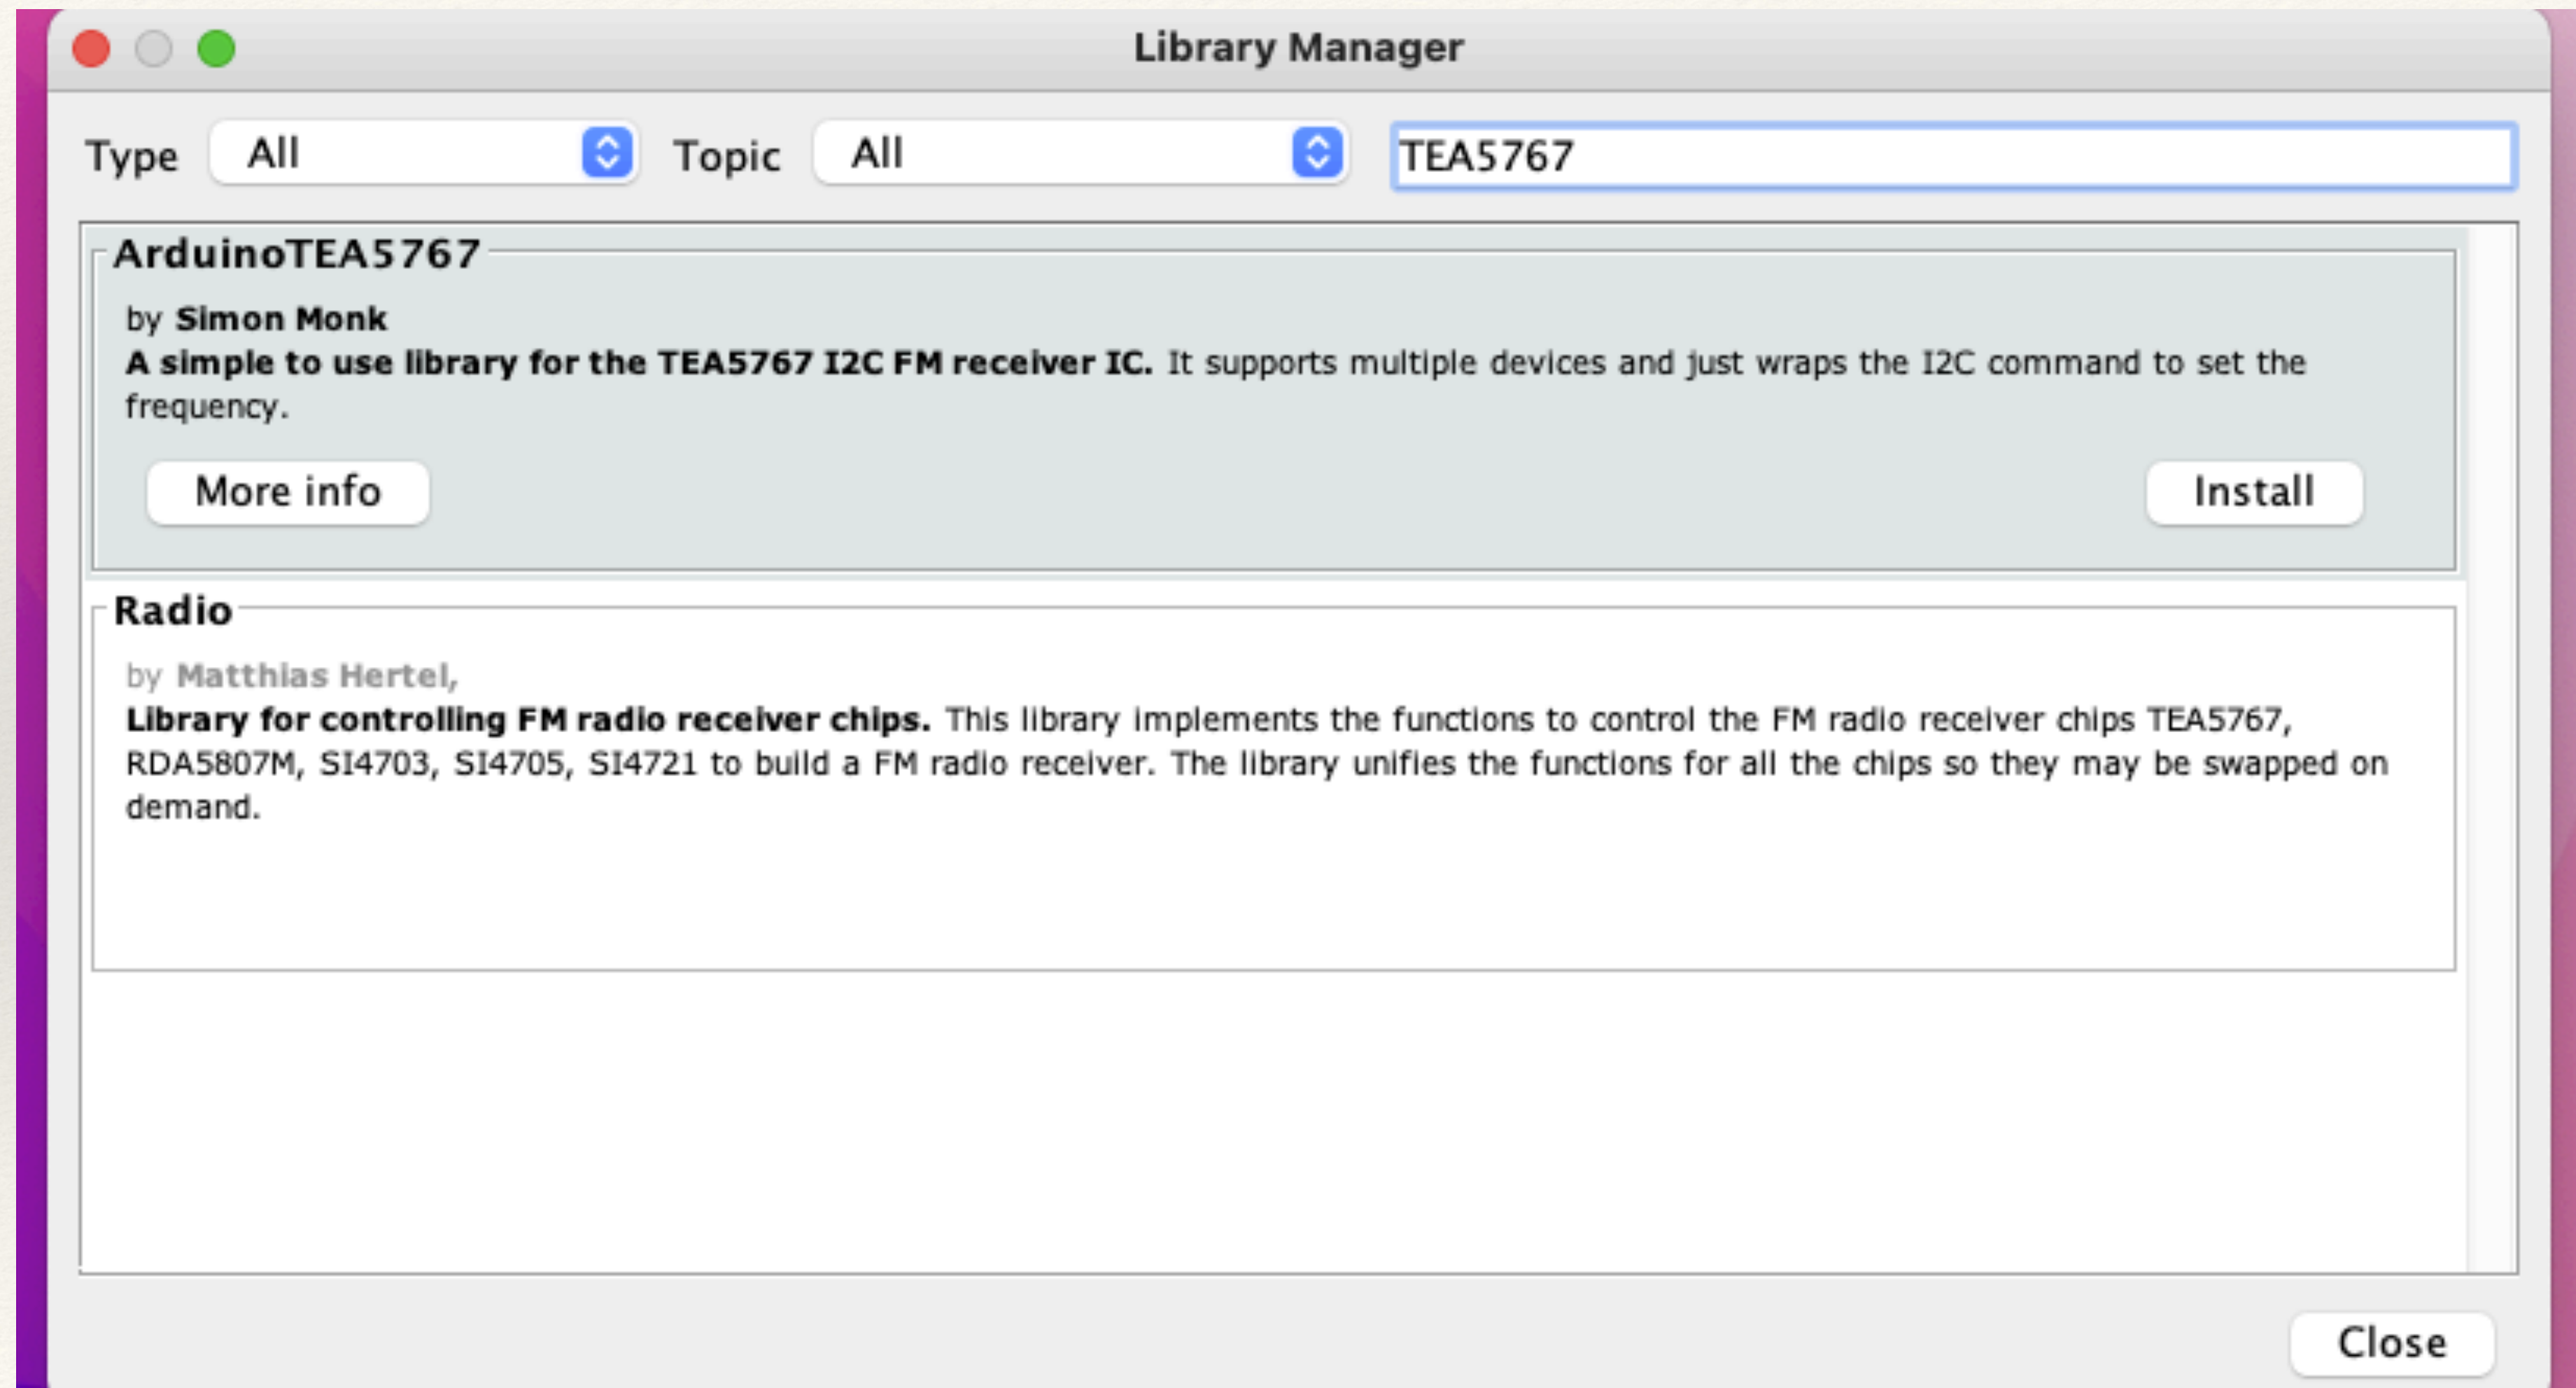 Library Manager
Type All Topic All TEA5767
ArduinoTEA5767
by Simon Monk
A simple to use library for the TEA5767 I2C FM receiver IC. It supports multiple devices and just wraps the I2C command to set the
frequency.
More info Install
Radio
by Matthias Hertel,
Library for controlling FM radio receiver chips. This library implements the functions to control the FM radio receiver chips TEA5767,
RDA5807M, SI4703, SI4705, SI4721 to build a FM radio receiver. The library unifies the functions for all the chips so they may be swapped on
demand.
Close